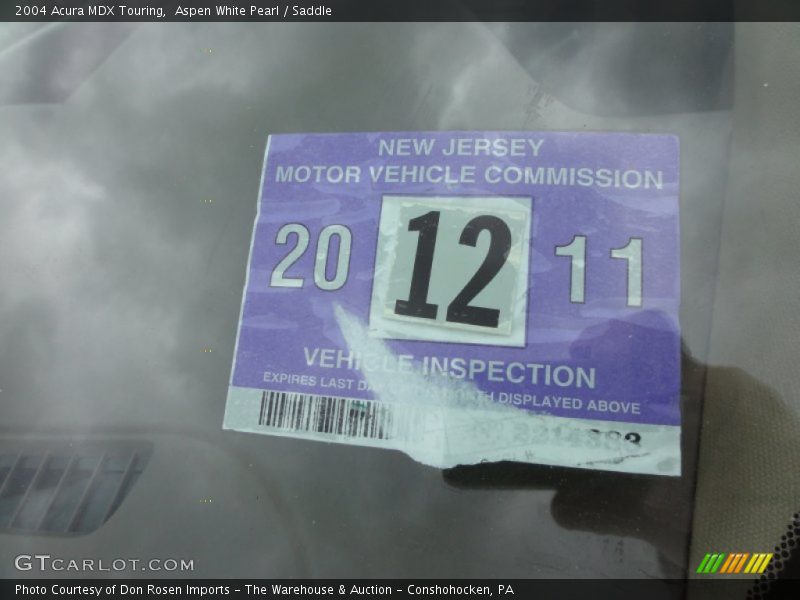 2004 Acura MDX Touring,  Aspen White Pearl / Saddle
NEW JERSEY
MOTOR VEHICLE COMMISSION
20 12 11
VEHICLE INSPECTION
EXPIRES LAST DISPLAYED ABOVE
GTCARLOT.COM
Photo Courtesy of Don Rosen Imports – The Warehouse & Auction – Conshohocken, PA